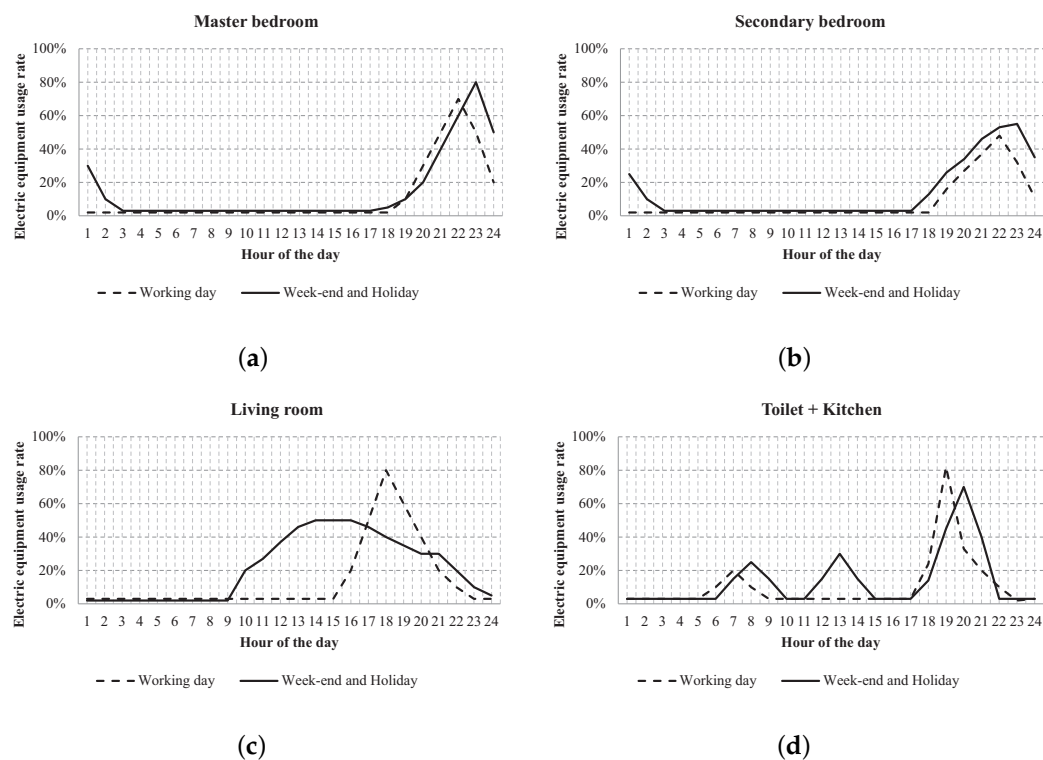 Master bedroom
Electric equipment usage rate
100%
80%
60%
40%
20%
0%
1 2 3 4 5 6 7 8 9 10 11 12 13 14 15 16 17 18 19 20 21 22 23 24
Hour of the day
Working day Week-end and Holiday
(a)
Secondary bedroom
Electric equipment usage rate
100%
80%
60%
40%
20%
0%
1 2 3 4 5 6 7 8 9 10 11 12 13 14 15 16 17 18 19 20 21 22 23 24
Hour of the day
Working day Week-end and Holiday
(b)
Living room
Electric equipment usage rate
100%
80%
60%
40%
20%
0%
1 2 3 4 5 6 7 8 9 10 11 12 13 14 15 16 17 18 19 20 21 22 23 24
Hour of the day
Working day Week-end and Holiday
(c)
Toilet + Kitchen
Electric equipment usage rate
100%
80%
60%
40%
20%
0%
1 2 3 4 5 6 7 8 9 10 11 12 13 14 15 16 17 18 19 20 21 22 23 24
Hour of the day
Working day Week-end and Holiday
(d)